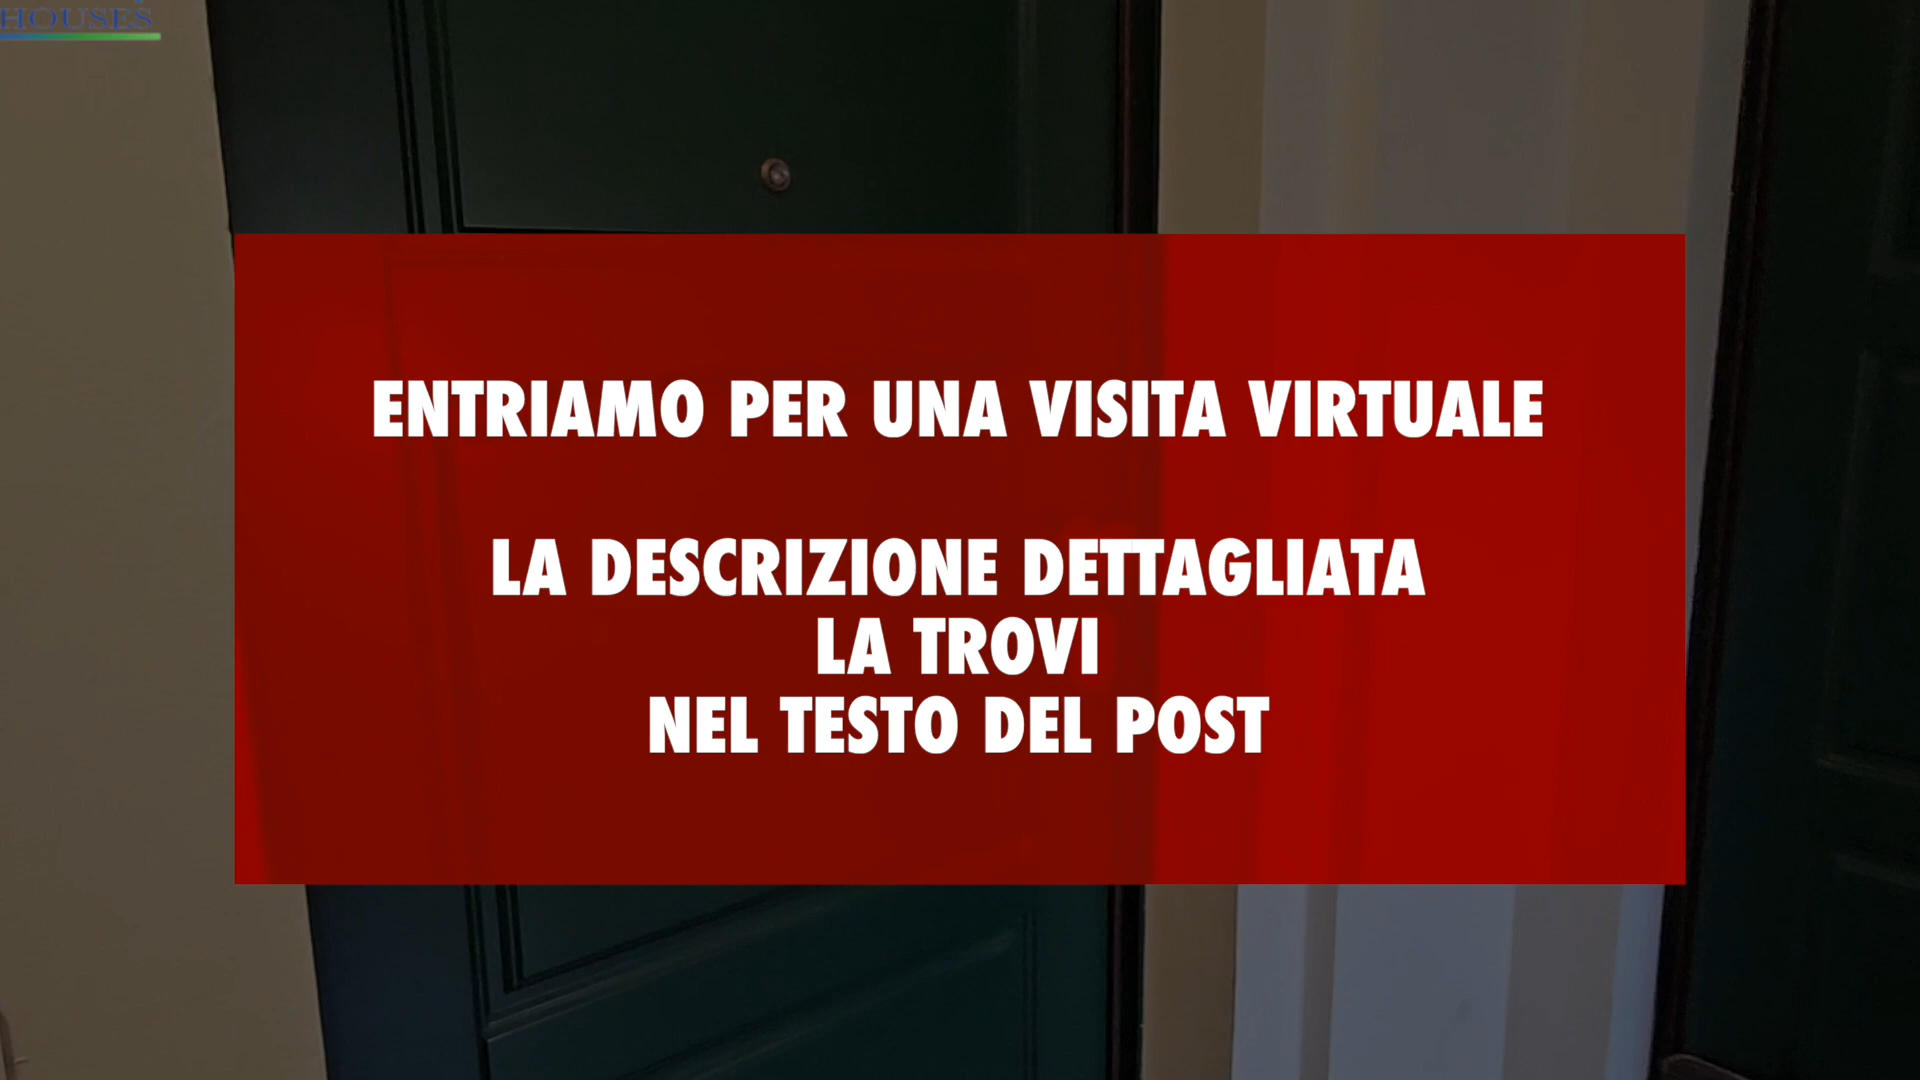 HOUSES
ENTRIAMO PER UNA VISITA VIRTUALE
LA DESCRIZIONE DETTAGLIATA
LA TROVI
NEL TESTO DEL POST